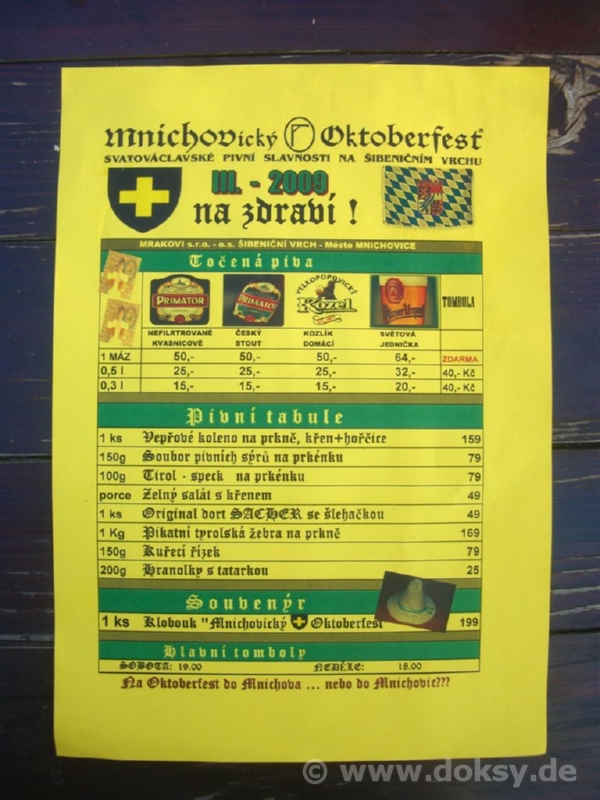 Mnichovický Oktoberfest
SVATOVÁCLAVSKÉ PIVNÍ SLAVNOSTI NA ŠIBENIČNÍM VRCHU
III. - 2009
na zdraví !
MRAKOVI s.r.o. - o.s. ŠIBENIČNÍ VRCH - Město MNICHOVICE
Točená piva
PRIMATOR PRIMATOR VELKOPOPOVICKÝ Kozel Pilsner Urquell TOMBOLA
NEFILRTROVANÉ KVASNICOVÉ ČESKÝ STOUT KOZLÍK DOMÁCÍ SVĚTOVÁ JEDNIČKA
1 MÁZ 50,- 50,- 50,- 64,- ZDARMA
0,5 l 25,- 25,- 25,- 32,- 40,- Kč
0,3 l 15,- 15,- 15,- 20,- 40,- Kč
Pivní tabule
1 ks Vepřové koleno na prkně, křen+hořčice 159
150g Soubor pivních sýrů na prkénku 79
100g Tirol - speck na prkénku 79
porce Zelný salát s křenem 49
1 ks Original dort SACHER se šlehačkou 49
1 Kg Pikatní tyrolská žebra na prkně 169
150g Kuřecí řízek 79
200g Hranolky s tatarkou 25
Souvenýr
1 ks Klobouk "Mnichovický Oktoberfest" 199
Hlavní tomboly
SOBOTA: 19.00 NEDĚLE: 18.00
Na Oktoberfest do Mnichova ... nebo do Mnichovic???
© www.doksy.de